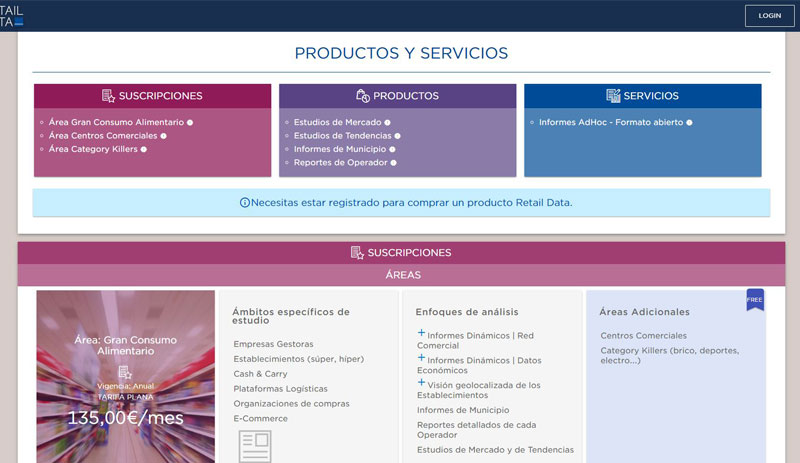 TAIL
TA
LOGIN
PRODUCTOS Y SERVICIOS
SUSCRIPCIONES
Área Gran Consumo Alimentario
Área Centros Comerciales
Área Category Killers
PRODUCTOS
Estudios de Mercado
Estudios de Tendencias
Informes de Municipio
Reportes de Operador
SERVICIOS
Informes AdHoc - Formato abierto
Necesitas estar registrado para comprar un producto Retail Data.
SUSCRIPCIONES
ÁREAS
Área: Gran Consumo
Alimentario
Vigencia: Anual
TARIFA PLANA
135,00€/mes
Ámbitos específicos de
estudio
Empresas Gestoras
Establecimientos (súper, híper)
Cash & Carry
Plataformas Logísticas
Organizaciones de compras
E-Commerce
Enfoques de análisis
+ Informes Dinámicos | Red
Comercial
+ Informes Dinámicos | Datos
Económicos
+ Visión geolocalizada de los
Establecimientos
Informes de Municipio
Reportes detallados de cada
Operador
Estudios de Mercado y de Tendencias
FREE
Áreas Adicionales
Centros Comerciales
Category Killers (brico, deportes,
electro...)